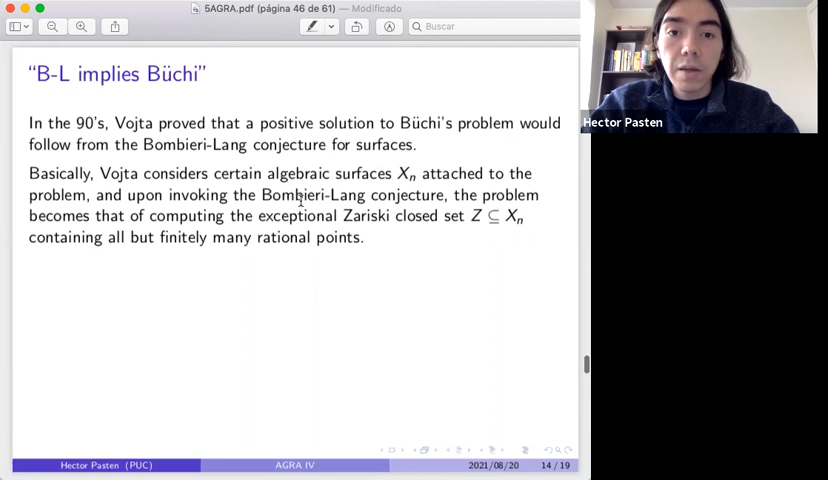 5AGRA.pdf (página 46 de 61) — Modificado
Buscar
"B-L implies Büchi"
In the 90's, Vojta proved that a positive solution to Büchi's problem would
follow from the Bombieri-Lang conjecture for surfaces.
Basically, Vojta considers certain algebraic surfaces Xn attached to the
problem, and upon invoking the Bombieri-Lang conjecture, the problem
becomes that of computing the exceptional Zariski closed set Z ⊆ Xn
containing all but finitely many rational points.
Hector Pasten (PUC)
AGRA IV
2021/08/20
14 / 19
Hector Pasten